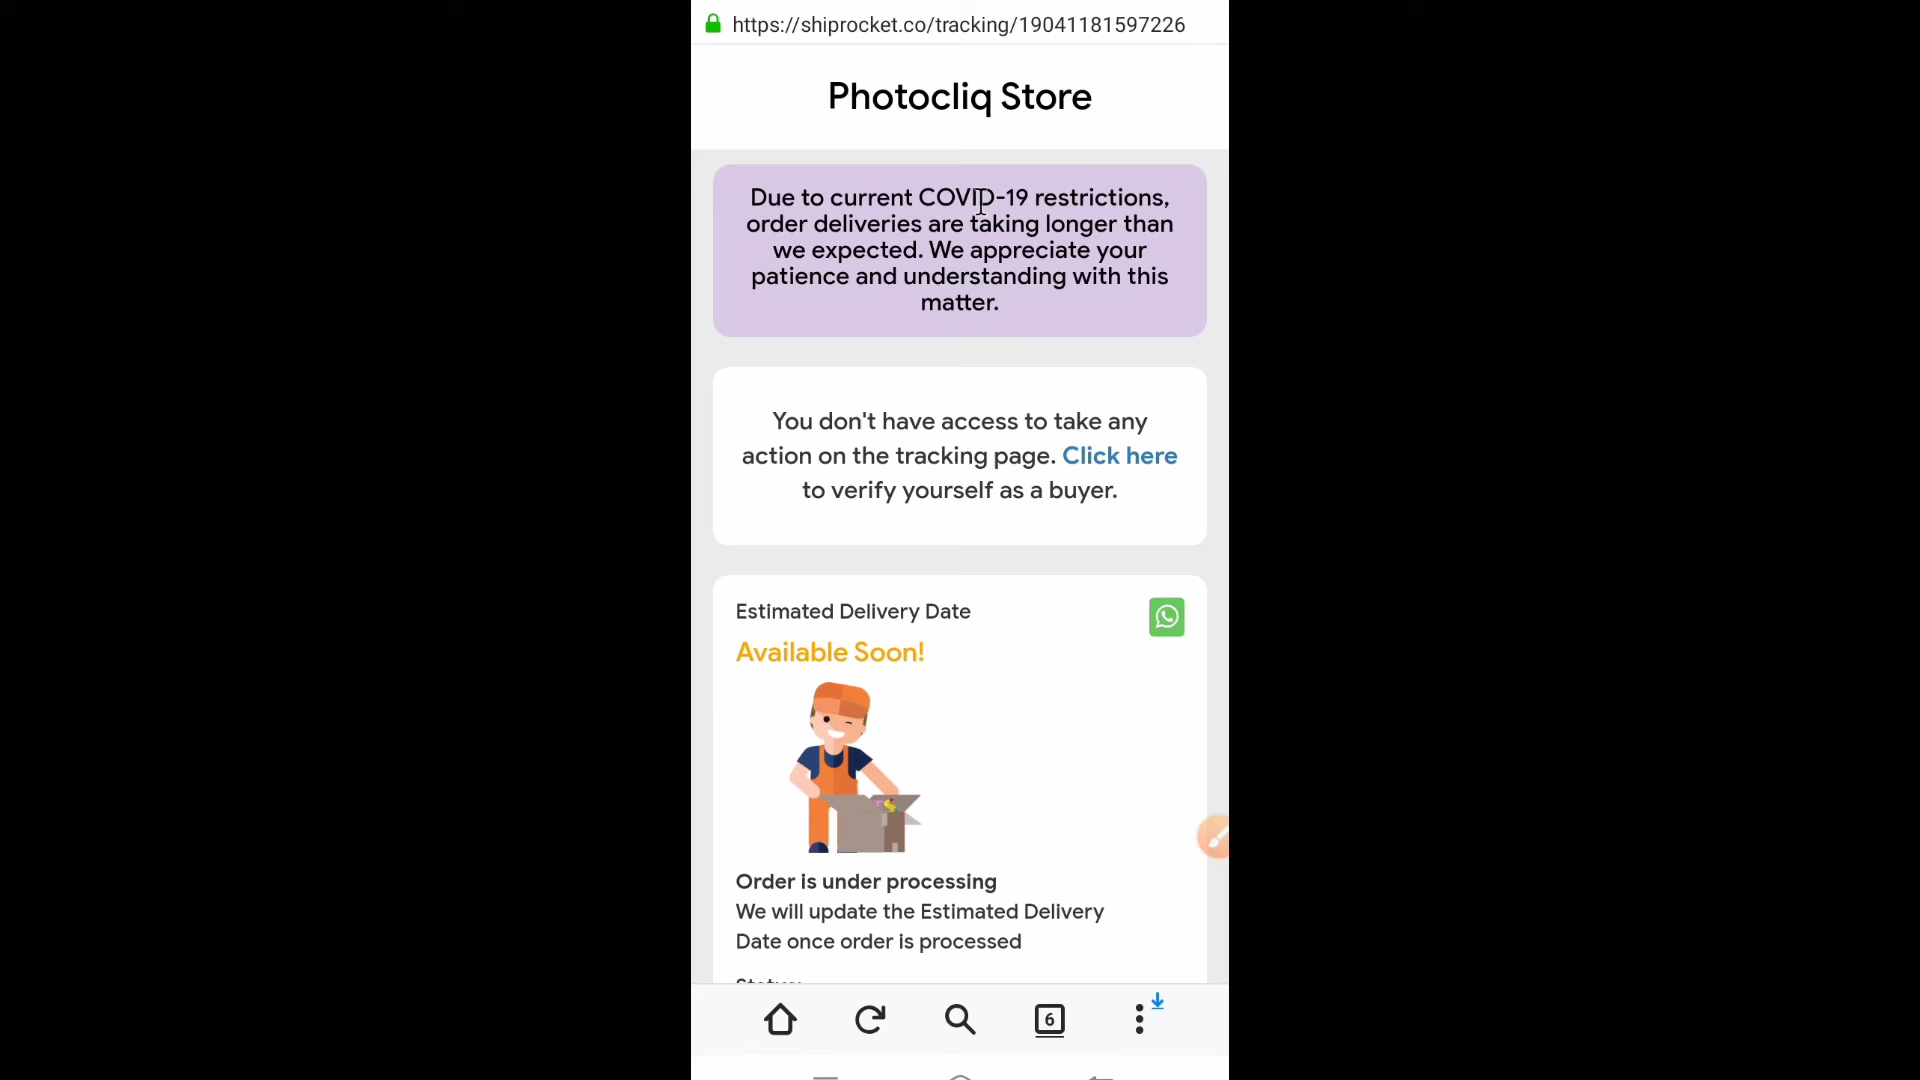 https://shiprocket.co/tracking/19041181597226
Photocliq Store
Due to current COVID-19 restrictions,
order deliveries are taking longer than
we expected. We appreciate your
patience and understanding with this
matter.
You don't have access to take any
action on the tracking page. Click here
to verify yourself as a buyer.
Estimated Delivery Date
Available Soon!
Order is under processing
We will update the Estimated Delivery
Date once order is processed
6